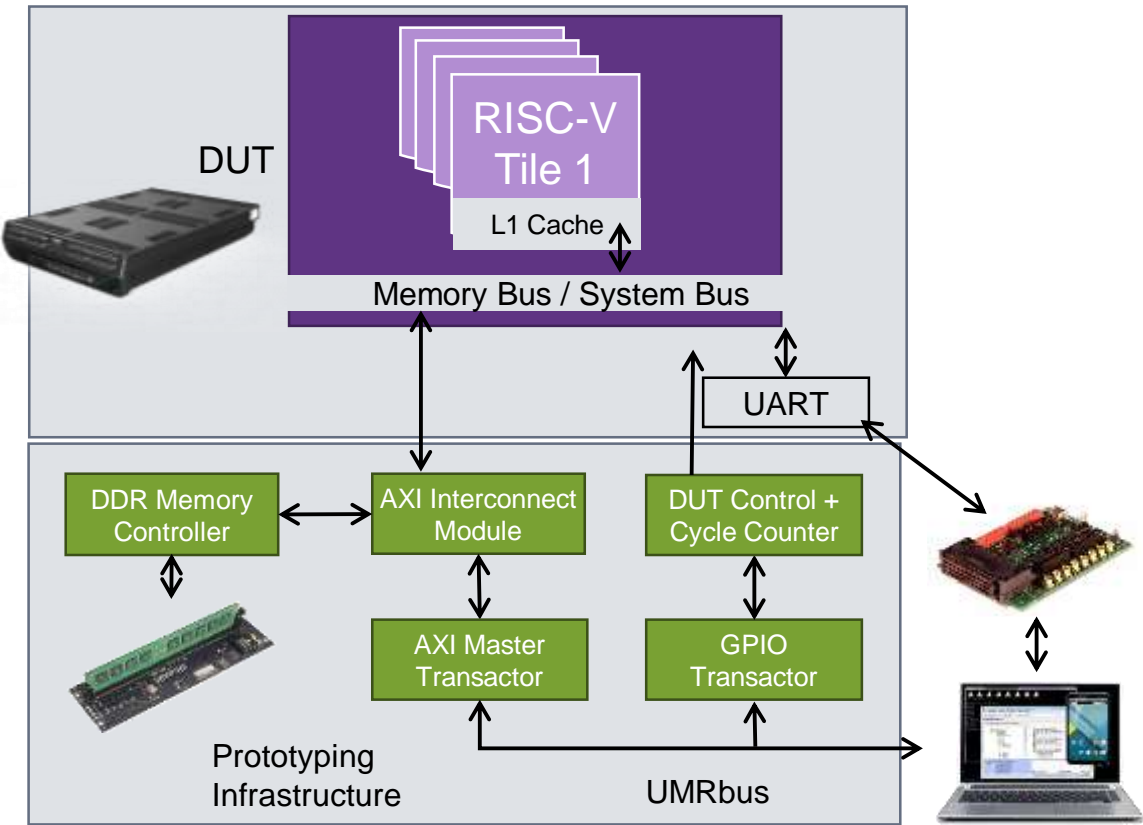 RISC-V
Tile 1
DUT
L1 Cache
Memory Bus / System Bus
UART
DDR Memory
Controller
AXI Interconnect
Module
DUT Control +
Cycle Counter
AXI Master
Transactor
GPIO
Transactor
Prototyping
Infrastructure
UMRbus